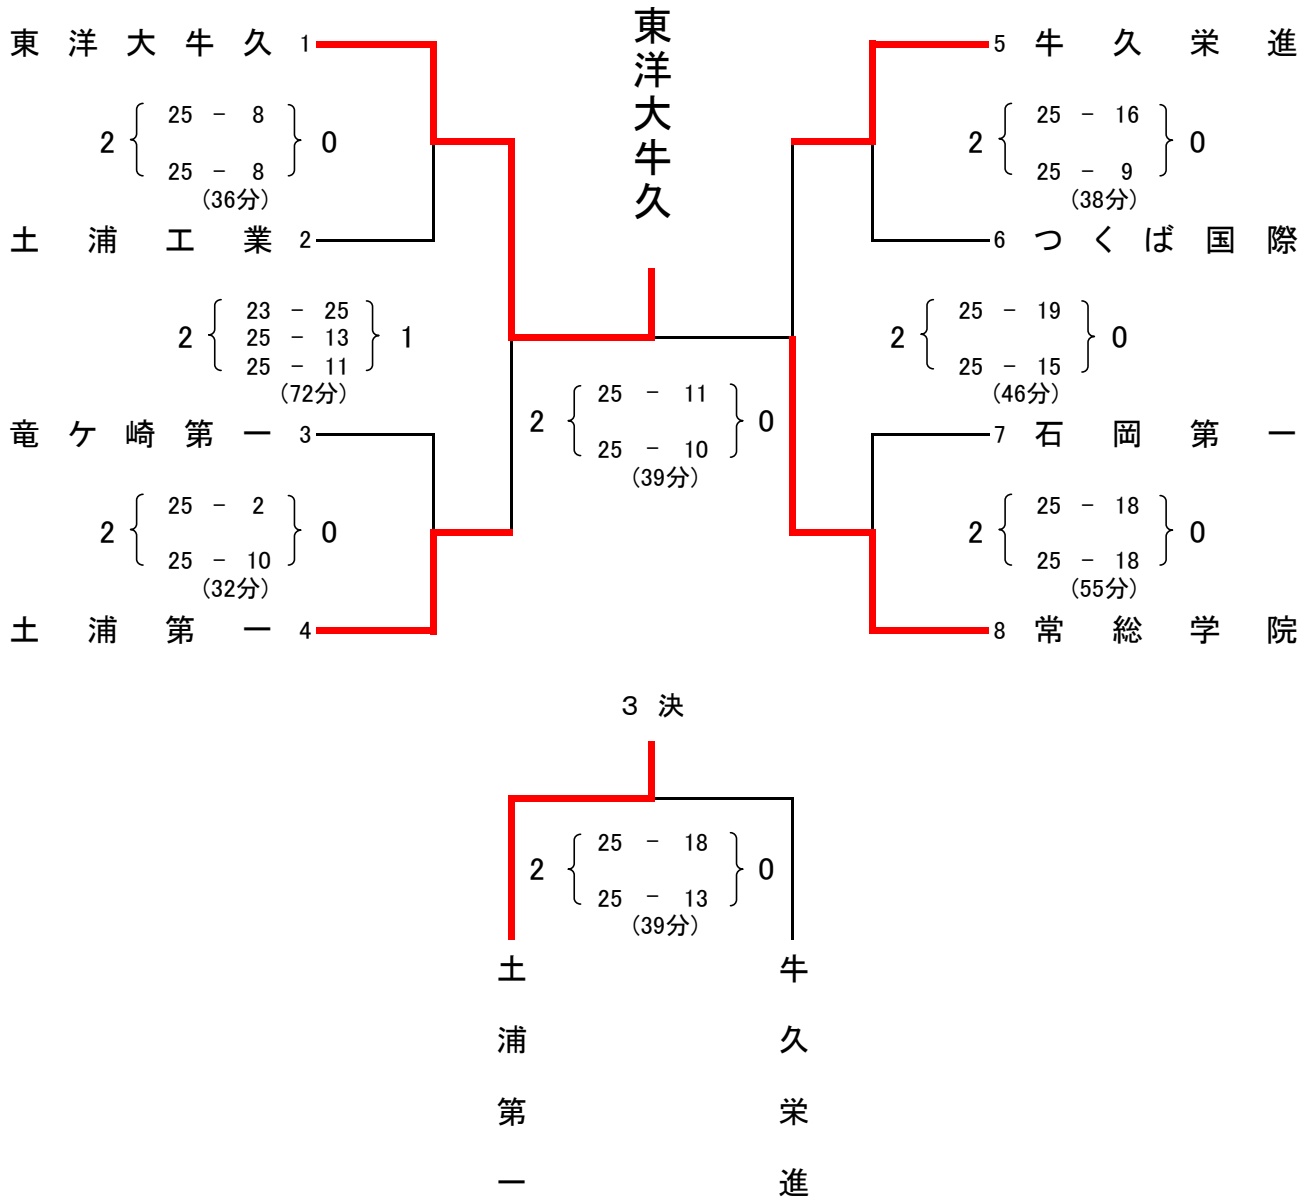 東洋大牛久
東洋大牛久 1
2 25 - 8 0
25 - 8
(36分)
土浦工業 2
2 23 - 25 1
25 - 13
25 - 11
(72分)
竜ケ崎第一 3
2 25 - 2 0
25 - 10
(32分)
土浦第一 4
2 25 - 11 0
25 - 10
(39分)
5 牛久栄進
2 25 - 16 0
25 - 9
(38分)
6 つくば国際
2 25 - 19 0
25 - 15
(46分)
7 石岡第一
2 25 - 18 0
25 - 18
(55分)
8 常総学院
3 決
2 25 - 18 0
25 - 13
(39分)
土浦第一
牛久栄進